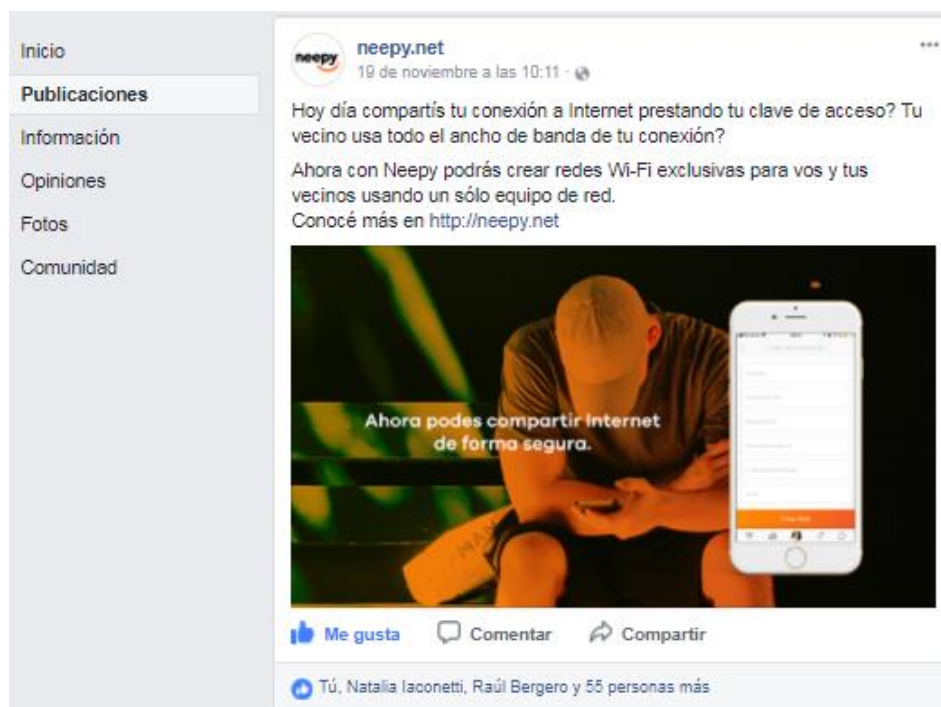 Inicio
Publicaciones
Información
Opiniones
Fotos
Comunidad
neepy
neepy.net
19 de noviembre a las 10:11 ·
Hoy día compartís tu conexión a Internet prestando tu clave de acceso? Tu
vecino usa todo el ancho de banda de tu conexión?
Ahora con Neepy podrás crear redes Wi-Fi exclusivas para vos y tus
vecinos usando un sólo equipo de red.
Conocé más en http://neepy.net
Ahora podes compartir Internet
de forma segura.
Me gusta
Comentar
Compartir
Tú, Natalia Iaconetti, Raúl Bergero y 55 personas más